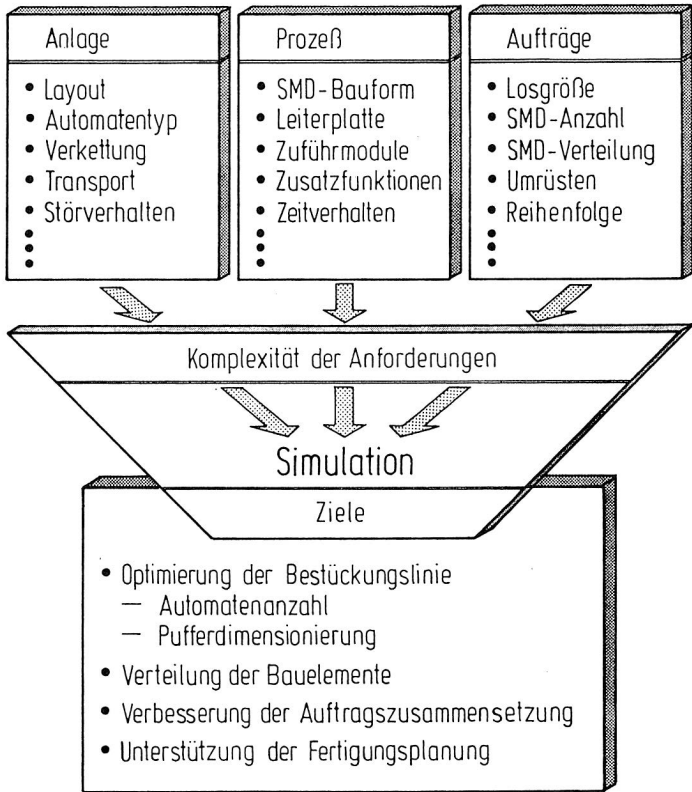 Anlage
• Layout
• Automatentyp
• Verkettung
• Transport
• Störverhalten
•
•
•
Prozeß
• SMD-Bauform
• Leiterplatte
• Zuführmodule
• Zusatzfunktionen
• Zeitverhalten
•
•
•
Aufträge
• Losgröße
• SMD-Anzahl
• SMD-Verteilung
• Umrüsten
• Reihenfolge
•
•
•
Komplexität der Anforderungen
Simulation
Ziele
• Optimierung der Bestückungslinie
— Automatenanzahl
— Pufferdimensionierung
• Verteilung der Bauelemente
• Verbesserung der Auftragszusammensetzung
• Unterstützung der Fertigungsplanung